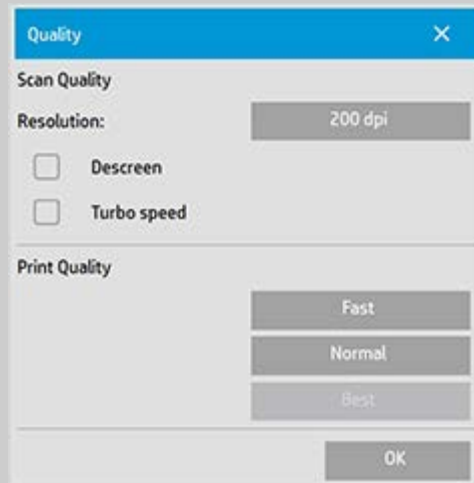 Quality
Scan Quality
Resolution: 200 dpi
Descreen
Turbo speed
Print Quality
Fast
Normal
Best
OK